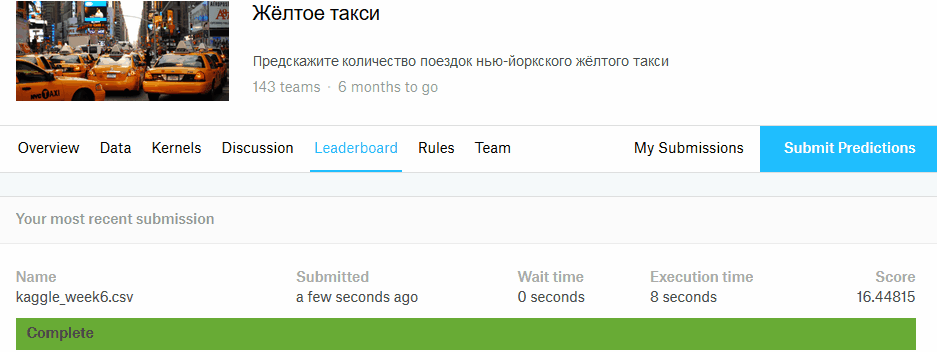 Жёлтое такси
Предскажите количество поездок нью-йоркского жёлтого такси
143 teams · 6 months to go
Overview Data Kernels Discussion Leaderboard Rules Team My Submissions Submit Predictions
Your most recent submission
Name Submitted Wait time Execution time Score
kaggle_week6.csv a few seconds ago 0 seconds 8 seconds 16.44815
Complete